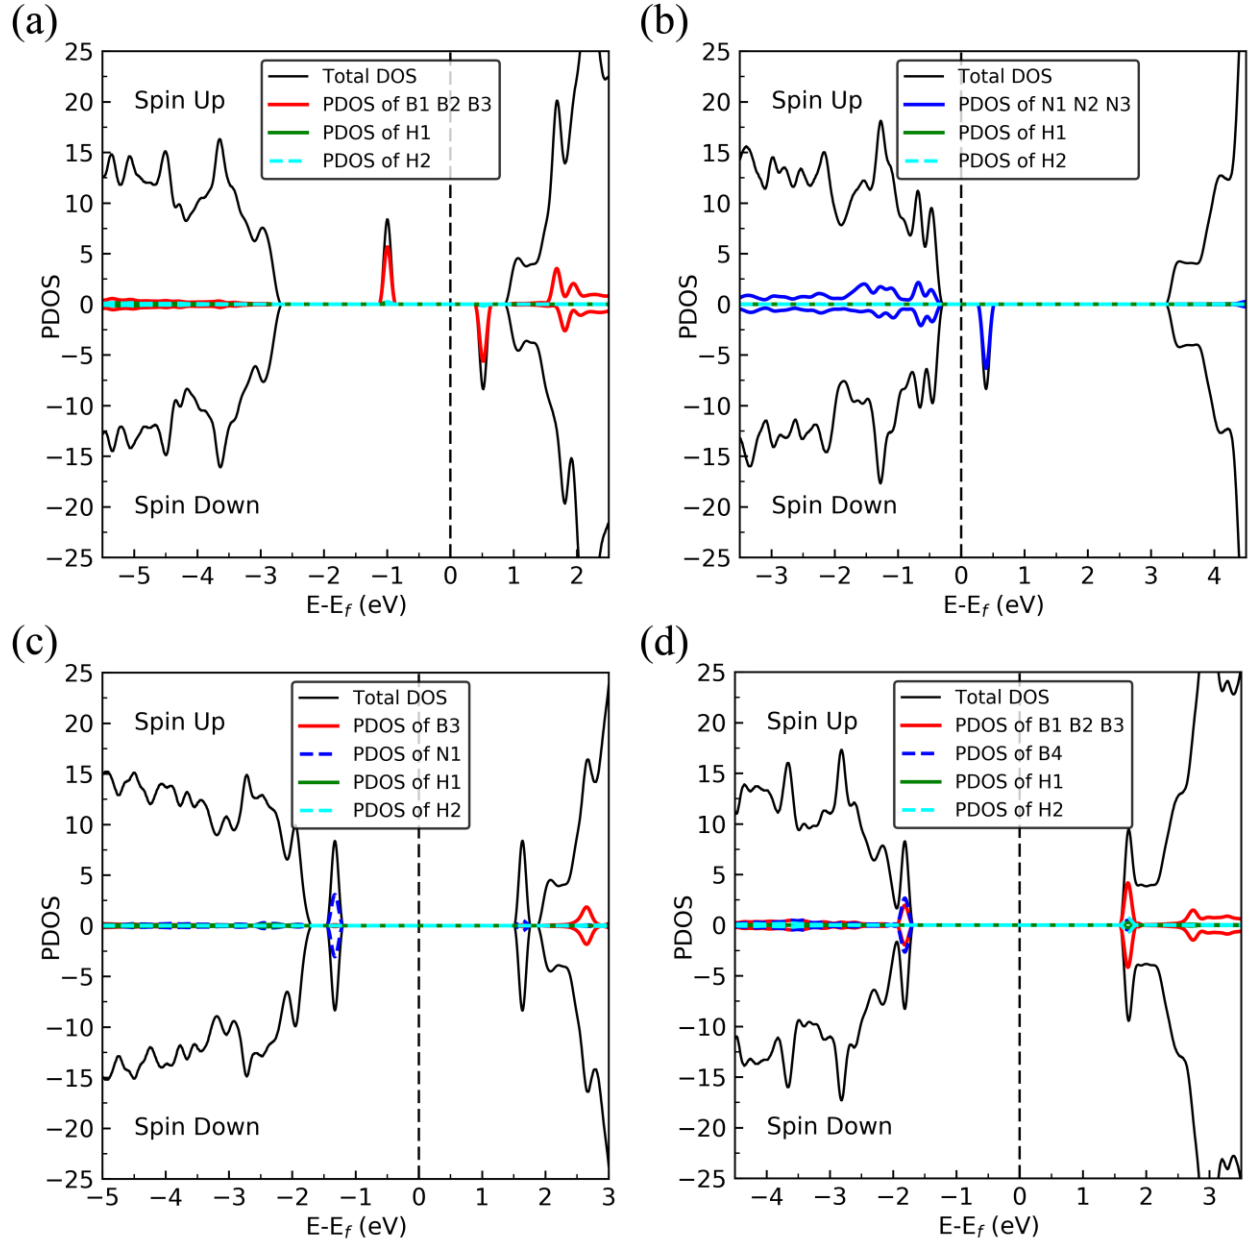 (a)
25
20
15
10
5
0
−5
−10
−15
−20
−25
PDOS
Spin Up
Total DOS
PDOS of B1 B2 B3
PDOS of H1
PDOS of H2
Spin Down
−5 −4 −3 −2 −1 0 1 2
E-E_f (eV)
(b)
25
20
15
10
5
0
−5
−10
−15
−20
−25
PDOS
Spin Up
Total DOS
PDOS of N1 N2 N3
PDOS of H1
PDOS of H2
Spin Down
−3 −2 −1 0 1 2 3 4
E-E_f (eV)
(c)
25
20
15
10
5
0
−5
−10
−15
−20
−25
PDOS
Spin Up
Total DOS
PDOS of B3
PDOS of N1
PDOS of H1
PDOS of H2
Spin Down
−5 −4 −3 −2 −1 0 1 2 3
E-E_f (eV)
(d)
25
20
15
10
5
0
−5
−10
−15
−20
−25
PDOS
Spin Up
Total DOS
PDOS of B1 B2 B3
PDOS of B4
PDOS of H1
PDOS of H2
Spin Down
−4 −3 −2 −1 0 1 2 3
E-E_f (eV)